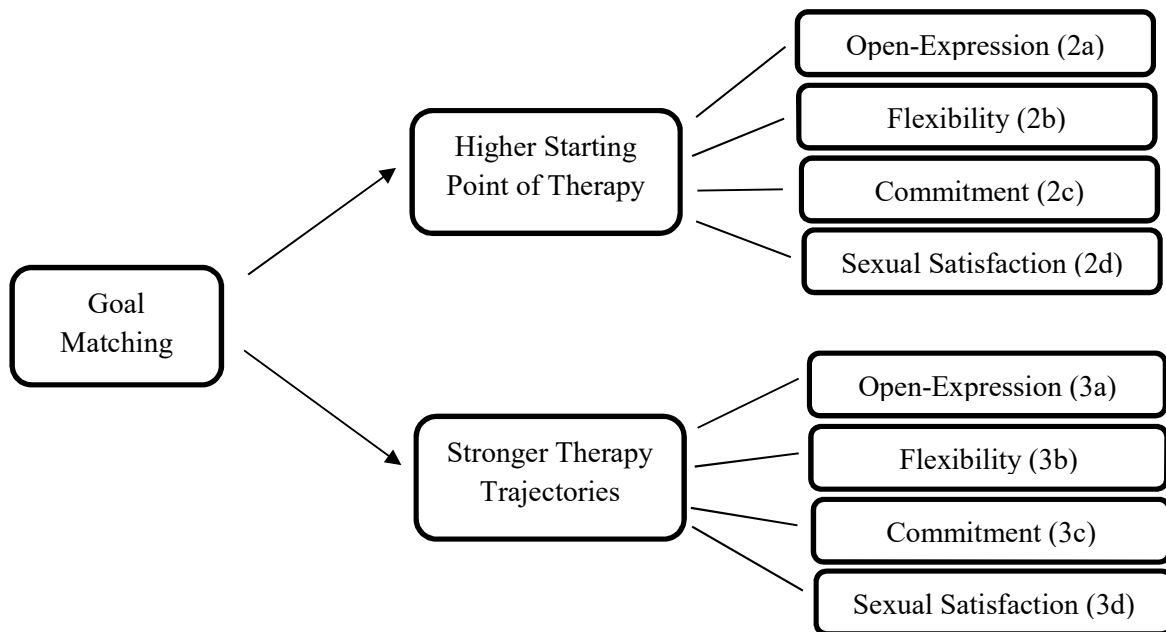 Open-Expression (2a)
Flexibility (2b)
Higher Starting
Point of Therapy
Commitment (2c)
Sexual Satisfaction (2d)
Goal
Matching
Open-Expression (3a)
Stronger Therapy
Trajectories
Flexibility (3b)
Commitment (3c)
Sexual Satisfaction (3d)